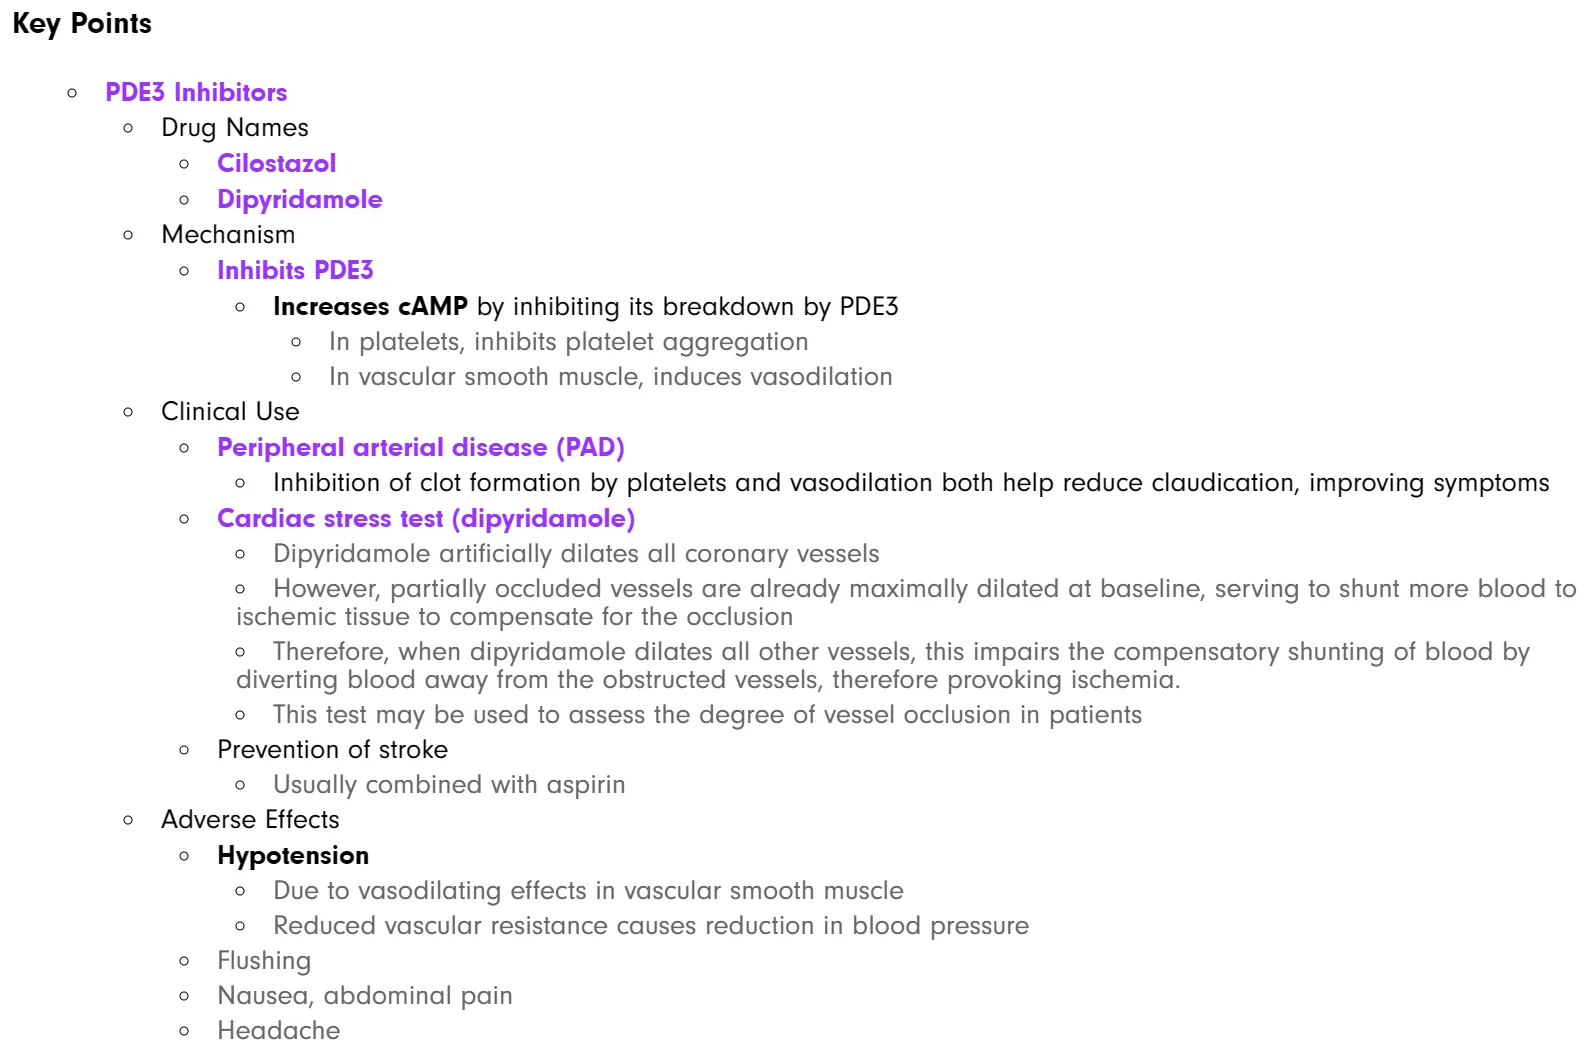 Key Points
PDE3 Inhibitors
Drug Names
Cilostazol
Dipyridamole
Mechanism
Inhibits PDE3
Increases cAMP by inhibiting its breakdown by PDE3
In platelets, inhibits platelet aggregation
In vascular smooth muscle, induces vasodilation
Clinical Use
Peripheral arterial disease (PAD)
Inhibition of clot formation by platelets and vasodilation both help reduce claudication, improving symptoms
Cardiac stress test (dipyridamole)
Dipyridamole artificially dilates all coronary vessels
However, partially occluded vessels are already maximally dilated at baseline, serving to shunt more blood to
ischemic tissue to compensate for the occlusion
Therefore, when dipyridamole dilates all other vessels, this impairs the compensatory shunting of blood by
diverting blood away from the obstructed vessels, therefore provoking ischemia.
This test may be used to assess the degree of vessel occlusion in patients
Prevention of stroke
Usually combined with aspirin
Adverse Effects
Hypotension
Due to vasodilating effects in vascular smooth muscle
Reduced vascular resistance causes reduction in blood pressure
Flushing
Nausea, abdominal pain
Headache